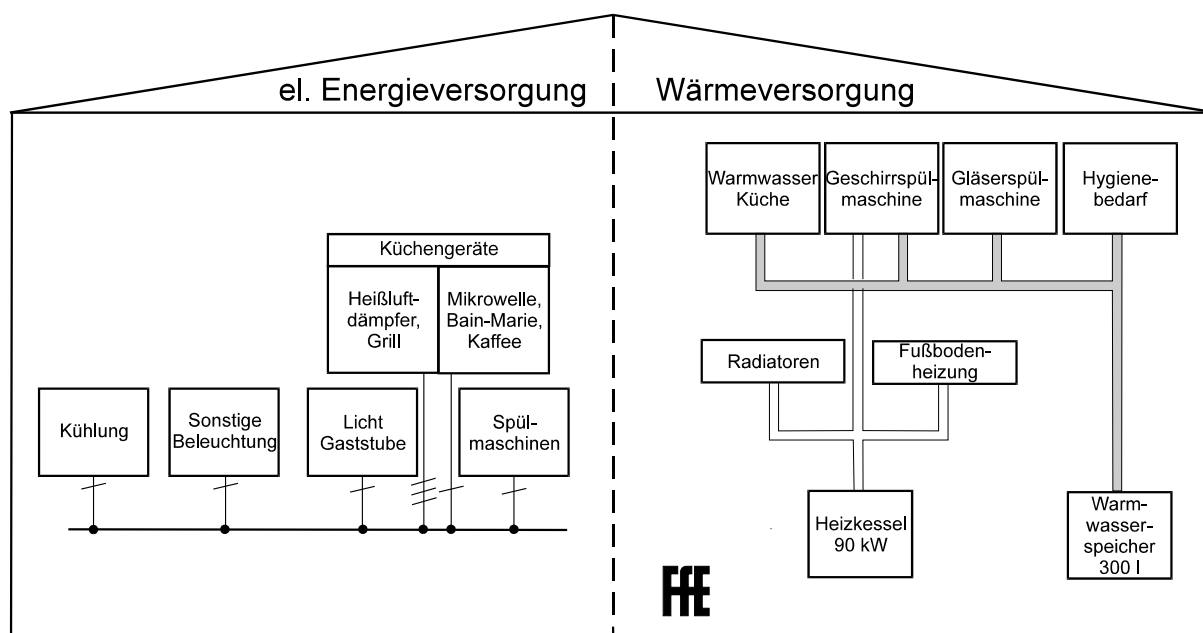 el. Energieversorgung
Wärmeversorgung
Warmwasser
Küche
Geschirrspül-
maschine
Gläserspül-
maschine
Hygiene-
bedarf
Küchengeräte
Heißluft-
dämpfer,
Grill
Mikrowelle,
Bain-Marie,
Kaffee
Radiatoren
Fußboden-
heizung
Kühlung
Sonstige
Beleuchtung
Licht
Gaststube
Spül-
maschinen
Heizkessel
90 kW
Warm-
wasser-
speicher
300 l
FfE